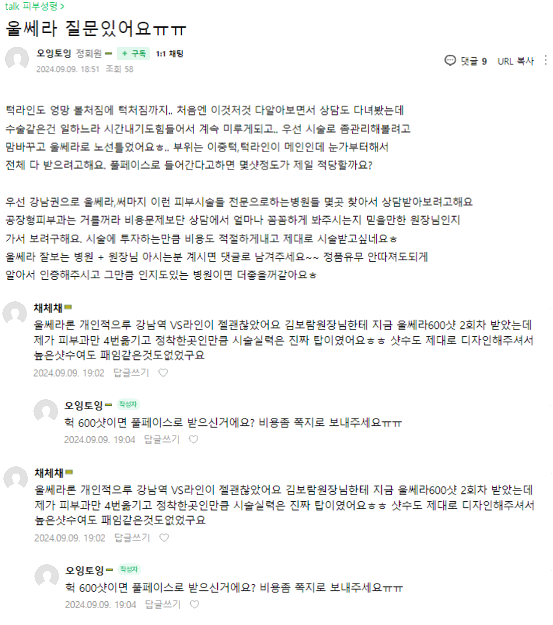 talk 피부성형 >
울쎄라 질문있어요ㅠㅠ
오잉토잉 정회원 + 구독 1:1 채팅
2024.09.09. 18:51 조회 58
댓글 9 URL 복사
턱라인도 엉망 볼처짐에 턱처짐까지.. 처음엔 이것저것 다알아보면서 상담도 다녀봤는데
수술같은건 일하느라 시간내기도힘들어서 계속 미루게되고.. 우선 시술로 좀관리해볼려고
맘바꾸고 울쎄라로 노선틀었어요ㅎ.. 부위는 이중턱,턱라인이 메인인데 눈가부터해서
전체 다 받으려고해요. 풀페이스로 들어간다고하면 몇샷정도가 제일 적당할까요?
우선 강남권으로 울쎄라,써마지 이런 피부시술들 전문으로하는병원들 몇곳 찾아서 상담받아보려고해요
공장형피부과는 거를꺼라 비용문제보단 상담에서 얼마나 꼼꼼하게 봐주시는지 믿을만한 원장님인지
가서 보려구해요. 시술에 투자하는만큼 비용도 적절하게내고 제대로 시술받고싶네요ㅎ
울쎄라 잘보는 병원 + 원장님 아시는분 계시면 댓글로 남겨주세요~~ 정품유무 안따져도되게
알아서 인증해주시고 그만큼 인지도있는 병원이면 더좋을꺼같아요ㅎ
채체채
울쎄라론 개인적으루 강남역 VS라인이 젤괜찮았어요 김보람원장님한테 지금 울쎄라600샷 2회차 받았는데
제가 피부과만 4번옮기고 정착한곳인만큼 시술실력은 진짜 탑이였어요ㅎㅎ 샷수도 제대로 디자인해주셔서
높은샷수여도 패임같은것도없었구요
2024.09.09. 19:02 답글쓰기
오잉토잉 작성자
헉 600샷이면 풀페이스로 받으신거에요? 비용좀 쪽지로 보내주세요ㅠㅠ
2024.09.09. 19:04 답글쓰기
채체채
울쎄라론 개인적으루 강남역 VS라인이 젤괜찮았어요 김보람원장님한테 지금 울쎄라600샷 2회차 받았는데
제가 피부과만 4번옮기고 정착한곳인만큼 시술실력은 진짜 탑이였어요ㅎㅎ 샷수도 제대로 디자인해주셔서
높은샷수여도 패임같은것도없었구요
2024.09.09. 19:02 답글쓰기
오잉토잉 작성자
헉 600샷이면 풀페이스로 받으신거에요? 비용좀 쪽지로 보내주세요ㅠㅠ
2024.09.09. 19:04 답글쓰기